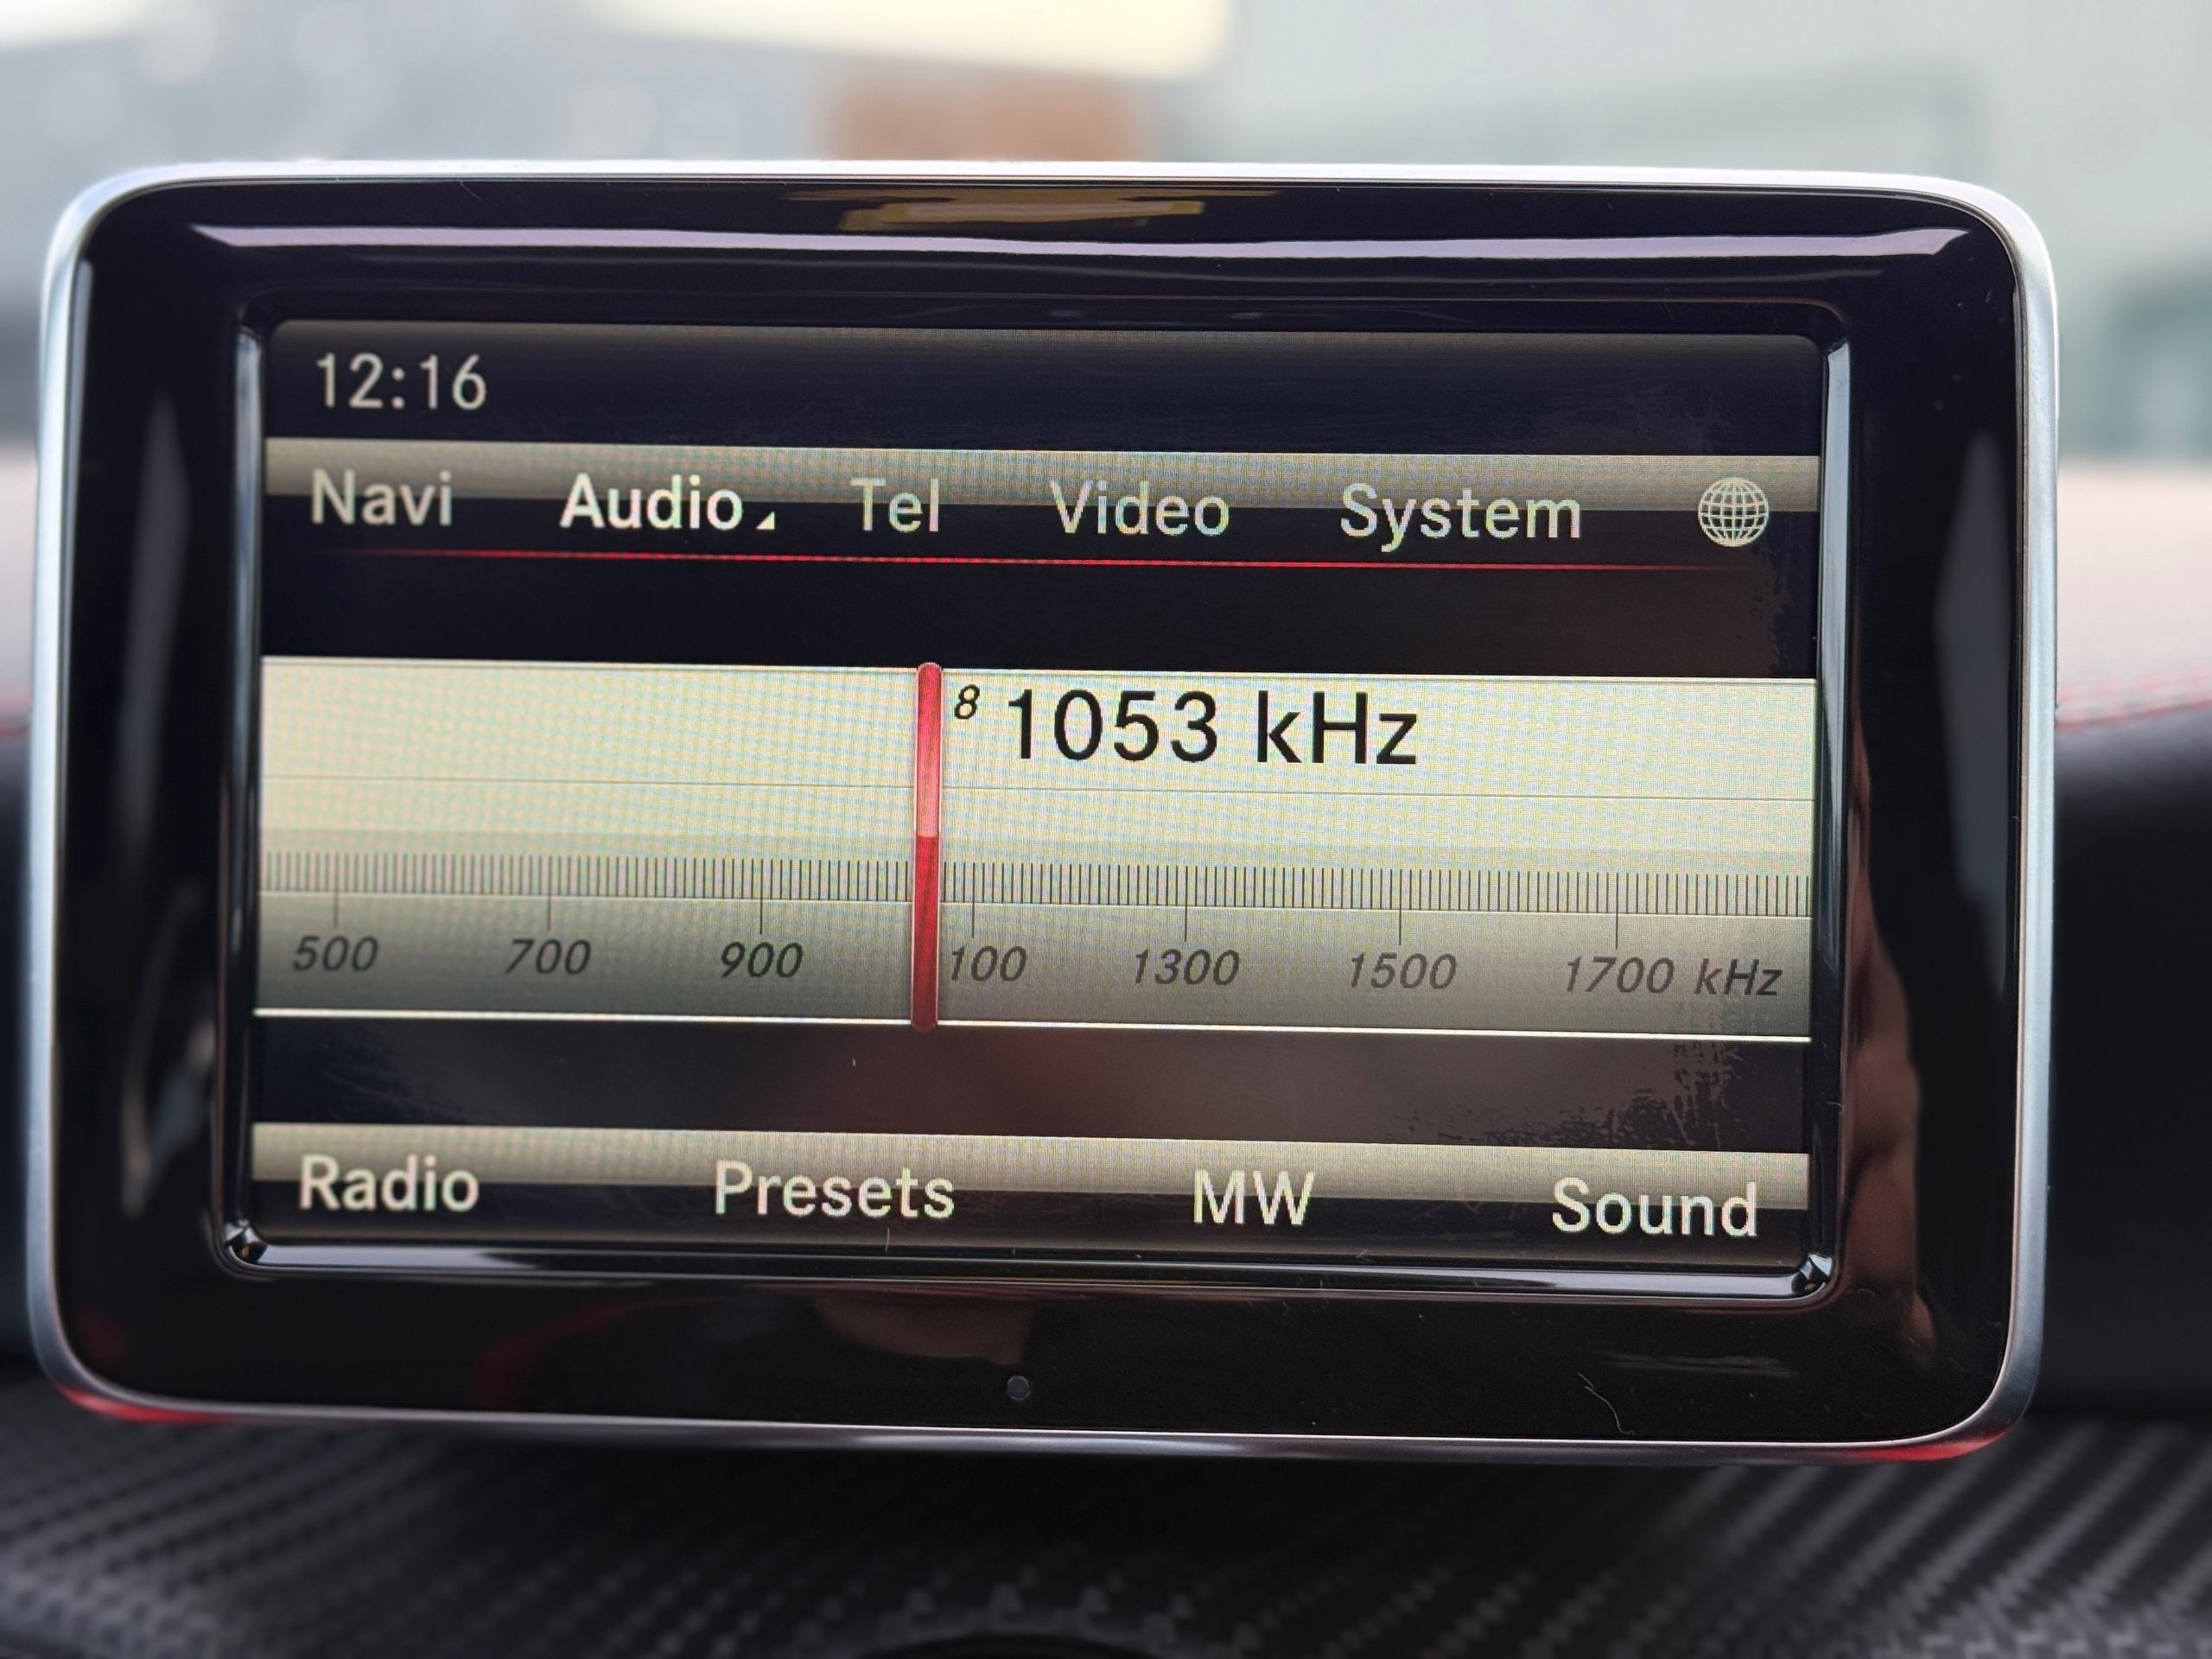 12:16
Navi Audio Tel Video System
8 1053 kHz
500 700 900 100 1300 1500 1700 kHz
Radio Presets MW Sound